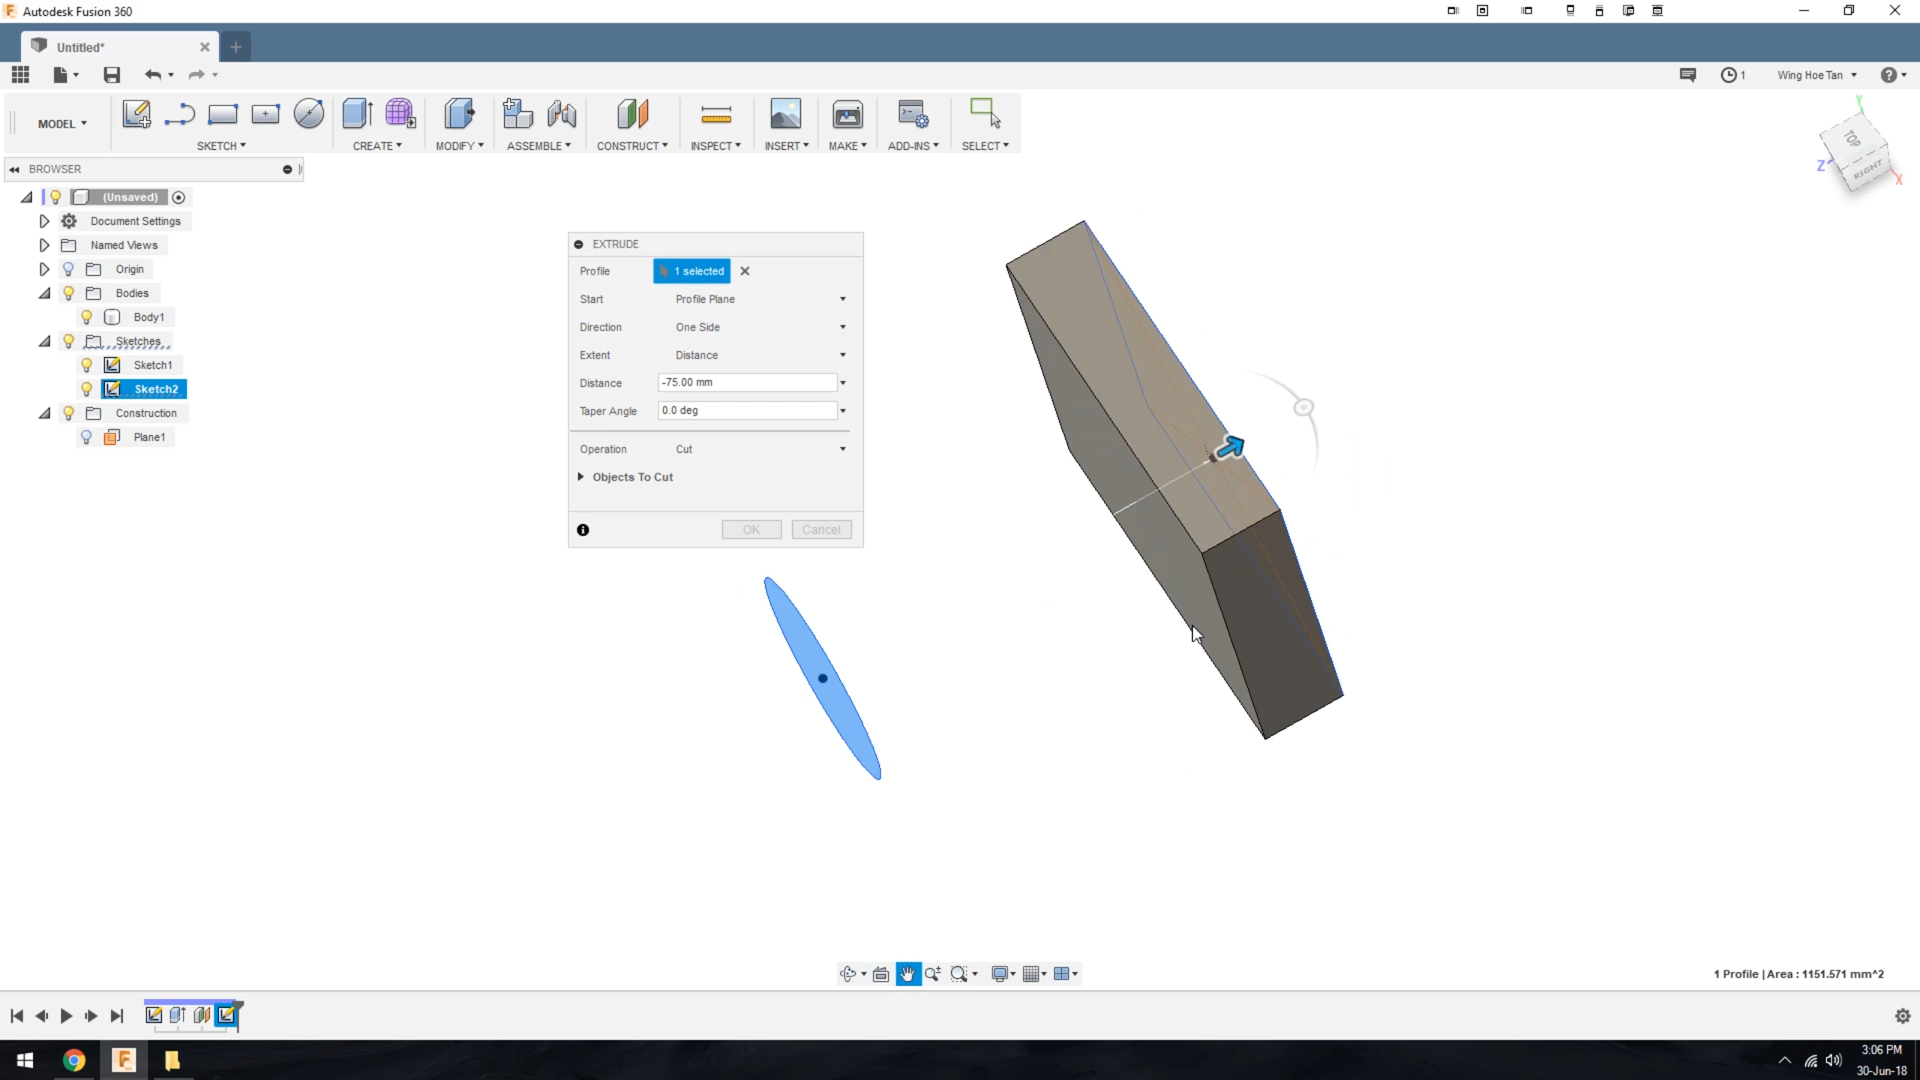 Autodesk Fusion 360
Untitled*
1
Wing Hoe Tan
MODEL
SKETCH
CREATE
MODIFY
ASSEMBLE
CONSTRUCT
INSPECT
INSERT
MAKE
ADD-INS
SELECT
BROWSER
(Unsaved)
Document Settings
Named Views
Origin
Bodies
Body1
Sketches
Sketch1
Sketch2
Construction
Plane1
EXTRUDE
Profile 1 selected
Start Profile Plane
Direction One Side
Extent Distance
Distance -75.00 mm
Taper Angle 0.0 deg
Operation Cut
Objects To Cut
OK Cancel
Y
TOP
Z
RIGHT
X
1 Profile | Area : 1151.571 mm^2
3:06 PM
30-Jun-18